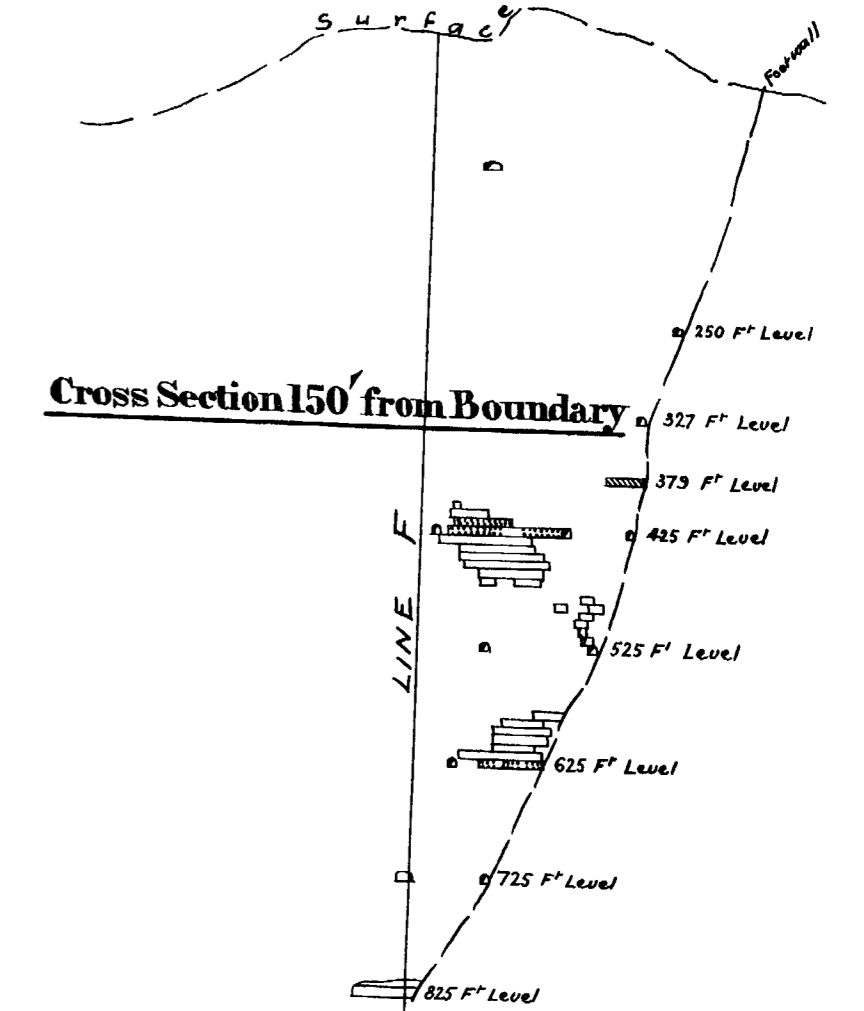 Surface
Footwall
250 Ft Level
Cross Section 150' from Boundary
327 Ft Level
379 Ft Level
LINE F
425 Ft Level
525 F' Level
625 Ft Level
725 Ft Level
825 Ft Level